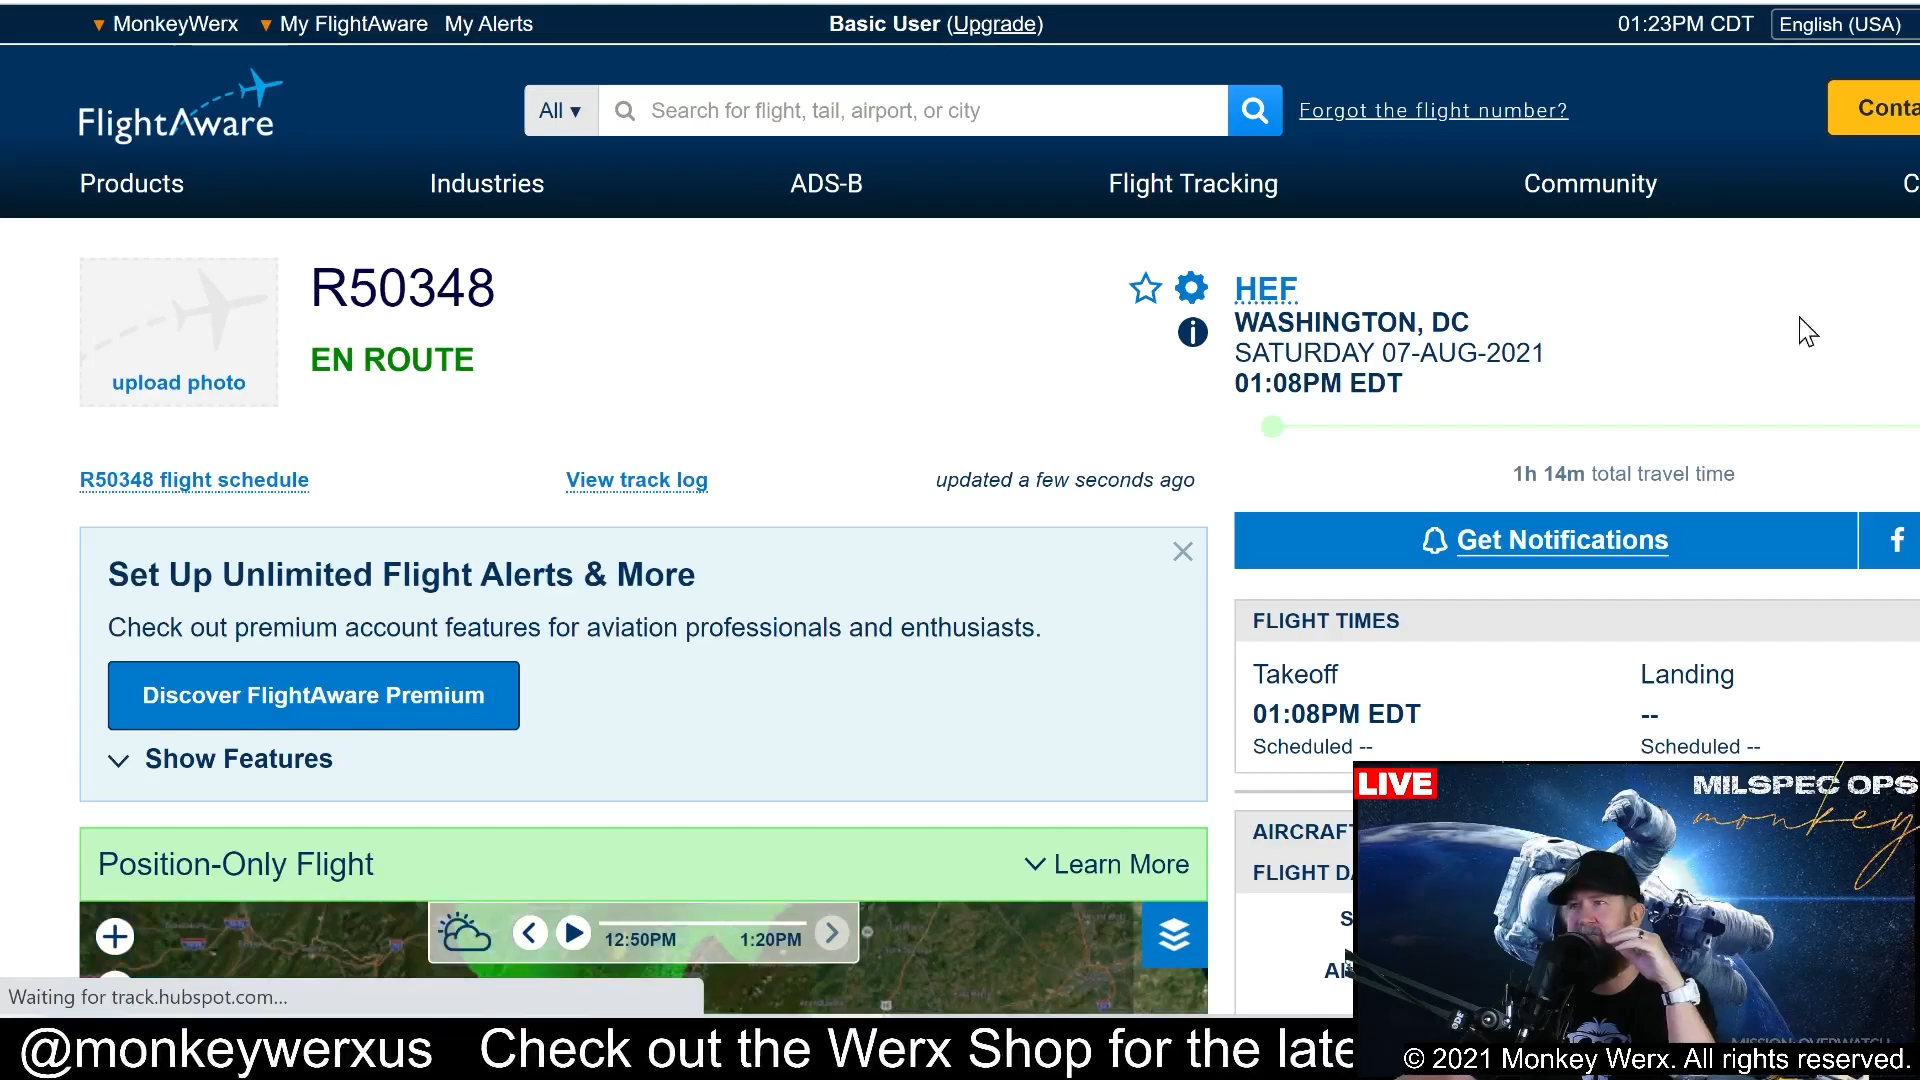 ▼ MonkeyWerx ▼ My FlightAware My Alerts
Basic User (Upgrade)
01:23PM CDT
English (USA)
FlightAware
All ▾
Search for flight, tail, airport, or city
Forgot the flight number?
Conta
Products
Industries
ADS-B
Flight Tracking
Community
C
upload photo
R50348
EN ROUTE
HEF
WASHINGTON, DC
SATURDAY 07-AUG-2021
01:08PM EDT
R50348 flight schedule
View track log
updated a few seconds ago
1h 14m total travel time
Get Notifications
f
Set Up Unlimited Flight Alerts & More
Check out premium account features for aviation professionals and enthusiasts.
Discover FlightAware Premium
Show Features
FLIGHT TIMES
Takeoff
Landing
01:08PM EDT
--
Scheduled --
Scheduled --
Position-Only Flight
Learn More
12:50PM
1:20PM
AIRCRAFT
FLIGHT DA
S
LIVE
MILSPEC OPS
monkey
Waiting for track.hubspot.com...
@monkeywerxus Check out the Werx Shop for the late
MISSION OVERWATCH
© 2021 Monkey Werx. All rights reserved.